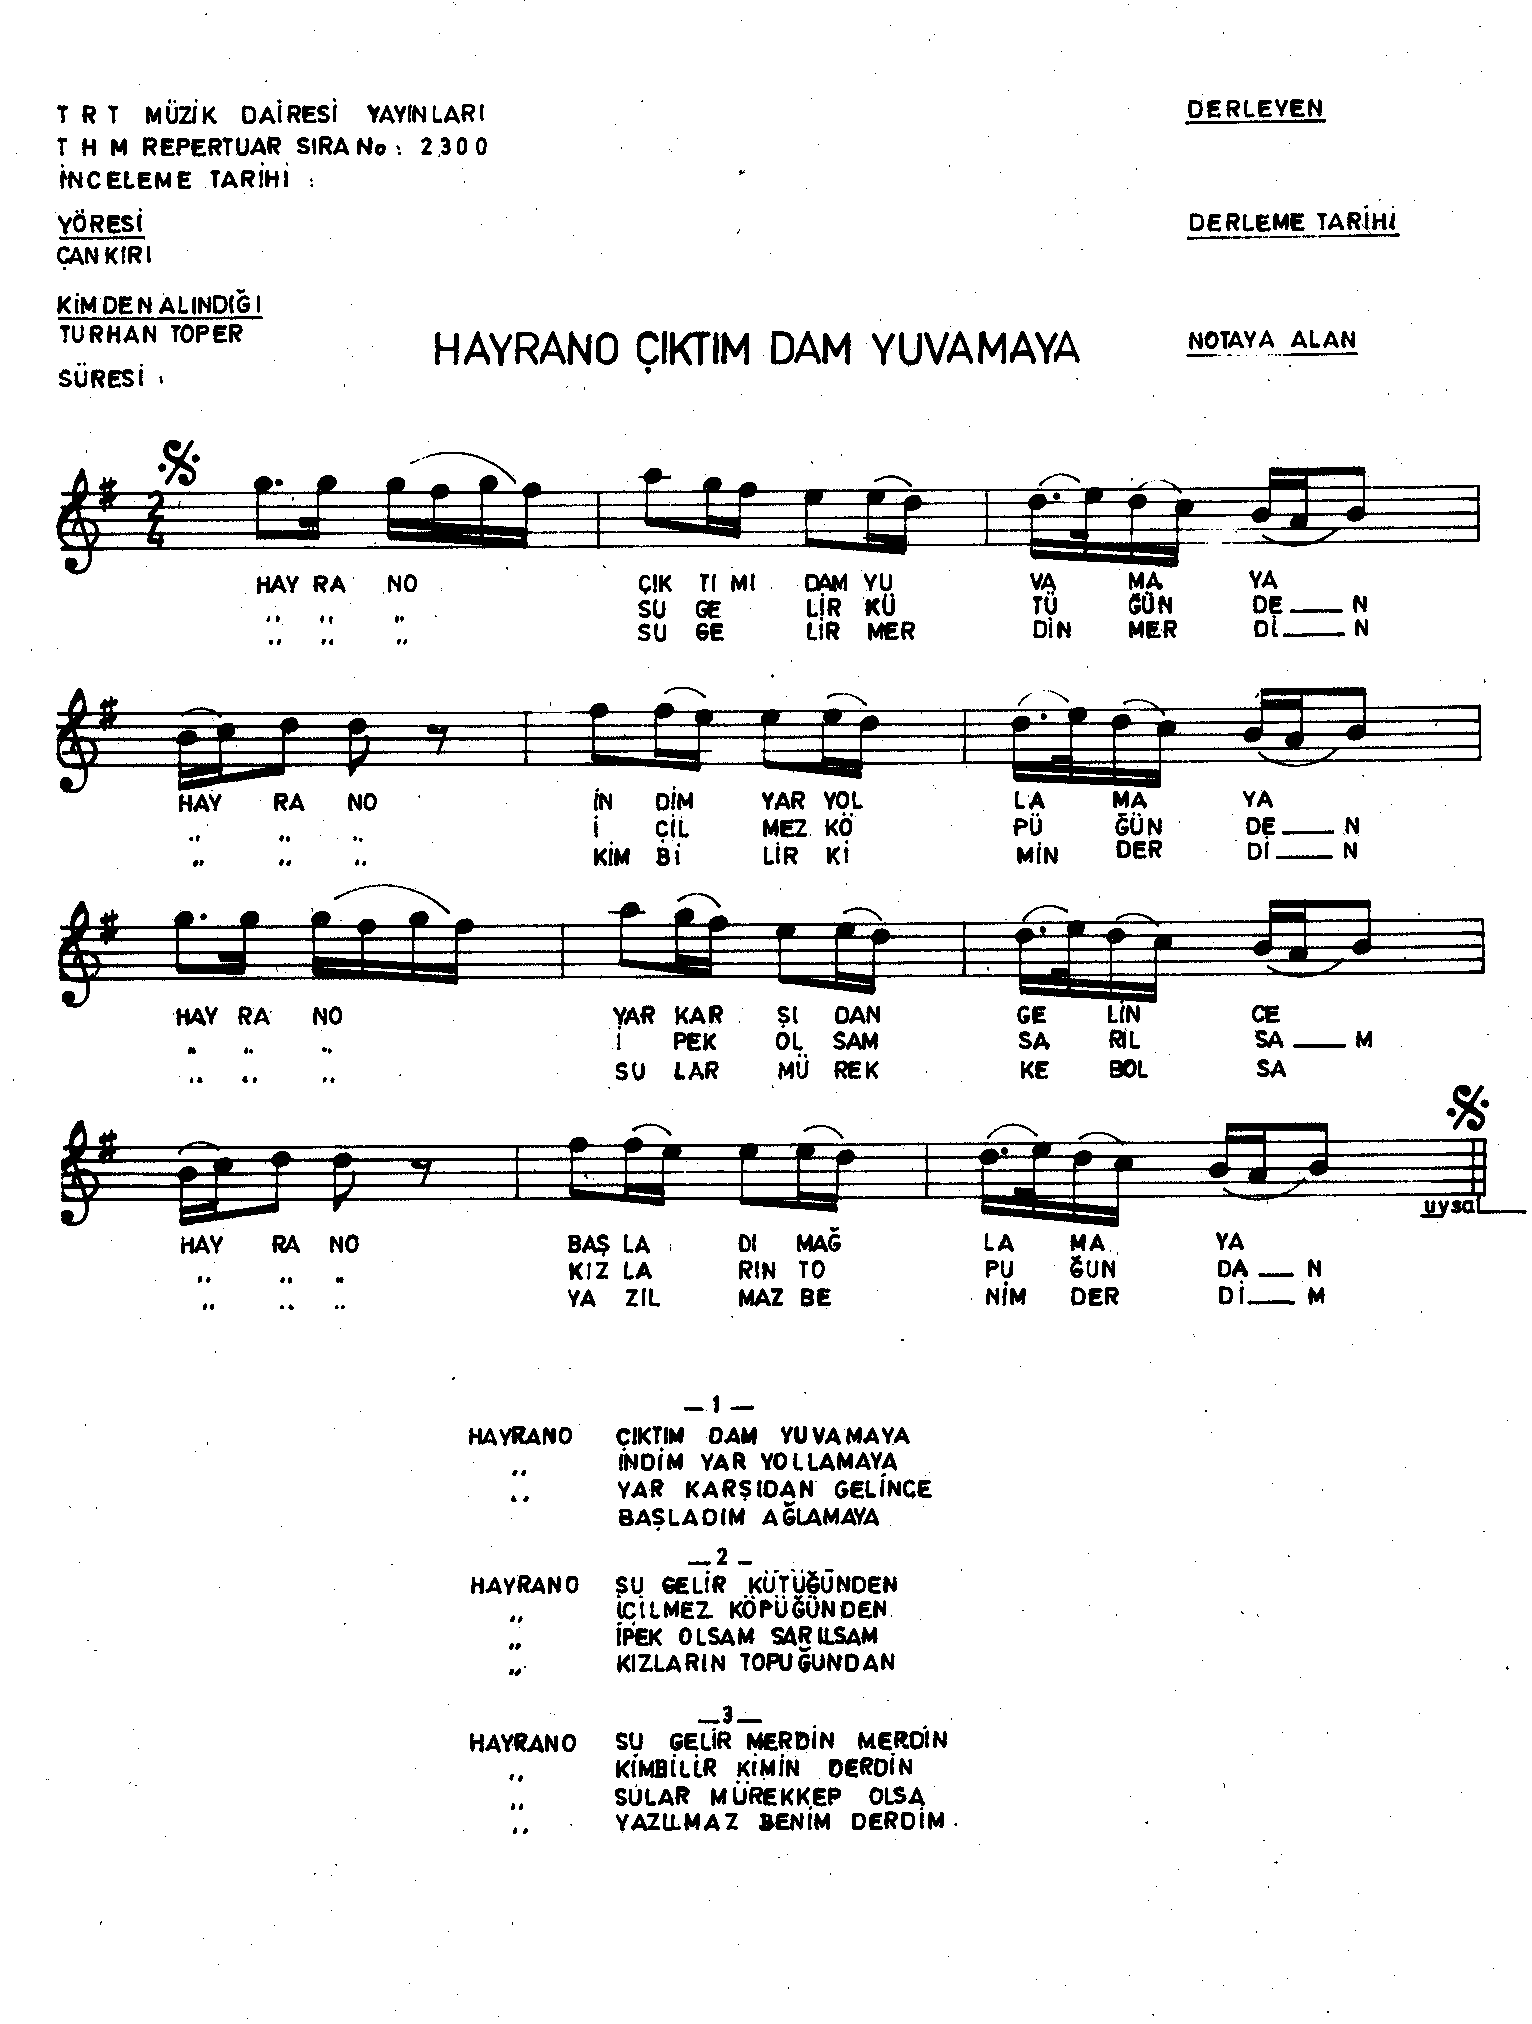 T R T MÜZİK DAİRESİ YAYINLARI
T H M REPERTUAR SIRA No : 2300
İNCELEME TARİHİ :
YÖRESİ
ÇANKIRI
KİMDEN ALINDIĞI
TURHAN TOPER
SÜRESİ :
DERLEYEN
DERLEME TARİHİ
NOTAYA ALAN
HAYRANO ÇIKTIM DAM YUVAMAYA
2/4
HAY RA NO ÇIK TI MI DAM YU VA MA YA
,, ,, ,, SU GE LİR KÜ TÜ ĞÜN DE N
,, ,, ,, SU GE LİR MER DİN MER Dİ N
HAY RA NO İN DİM YAR YOL LA MA YA
,, ,, ,, İ ÇİL MEZ KÖ PÜ ĞÜN DE N
,, ,, ,, KİM Bİ LİR Kİ MİN DER Dİ N
HAY RA NO YAR KAR ŞI DAN GE LİN CE
,, ,, ,, İ PEK OL SAM SA RIL SA M
,, ,, ,, SU LAR MÜ REK KE BOL SA
uysal
HAY RA NO BAŞ LA DI MAĞ LA MA YA
,, ,, ,, KIZ LA RIN TO PU ĞUN DA N
,, ,, ,, YA ZIL MAZ BE NİM DER Dİ M
— 1 —
HAYRANO ÇIKTIM DAM YUVAMAYA
,, İNDİM YAR YOLLAMAYA
,, YAR KARŞIDAN GELİNCE
BAŞLADIM AĞLAMAYA
— 2 –
HAYRANO SU GELİR KÜTÜĞÜNDEN
,, İÇİLMEZ KÖPÜĞÜNDEN
,, İPEK OLSAM SARILSAM
,, KIZLARIN TOPUĞUNDAN
— 3 —
HAYRANO SU GELİR MERDİN MERDİN
,, KİMBİLİR KİMİN DERDİN
,, SULAR MÜREKKEP OLSA
,, YAZILMAZ BENİM DERDİM.